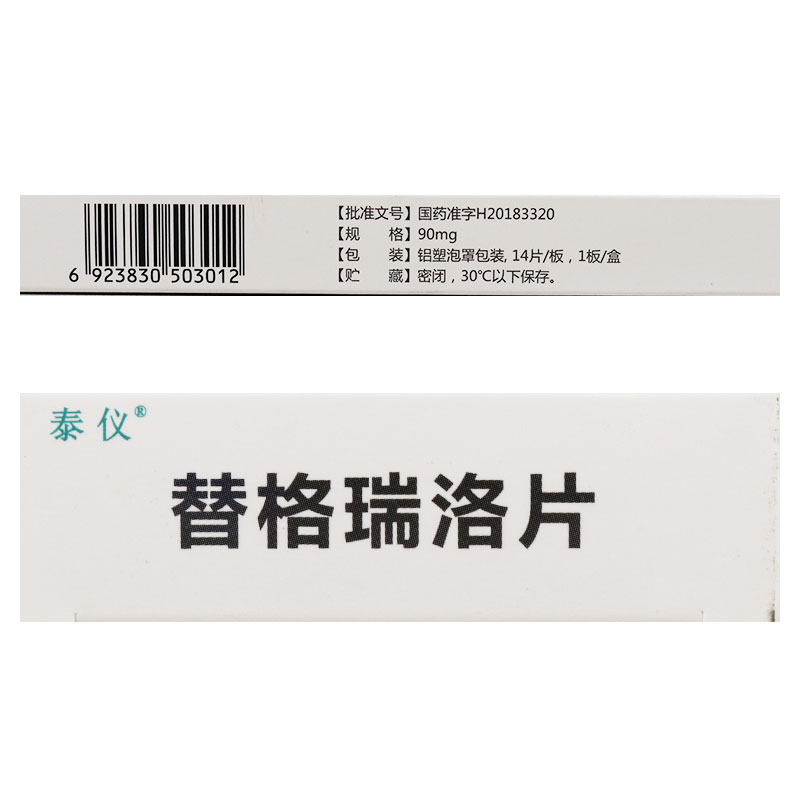 【批准文号】国药准字H20183320
【规 格】90mg
【包 装】铝塑泡罩包装, 14片/板，1板/盒
【贮 藏】密闭，30℃以下保存。
6 923830 503012
泰仪®
替格瑞洛片